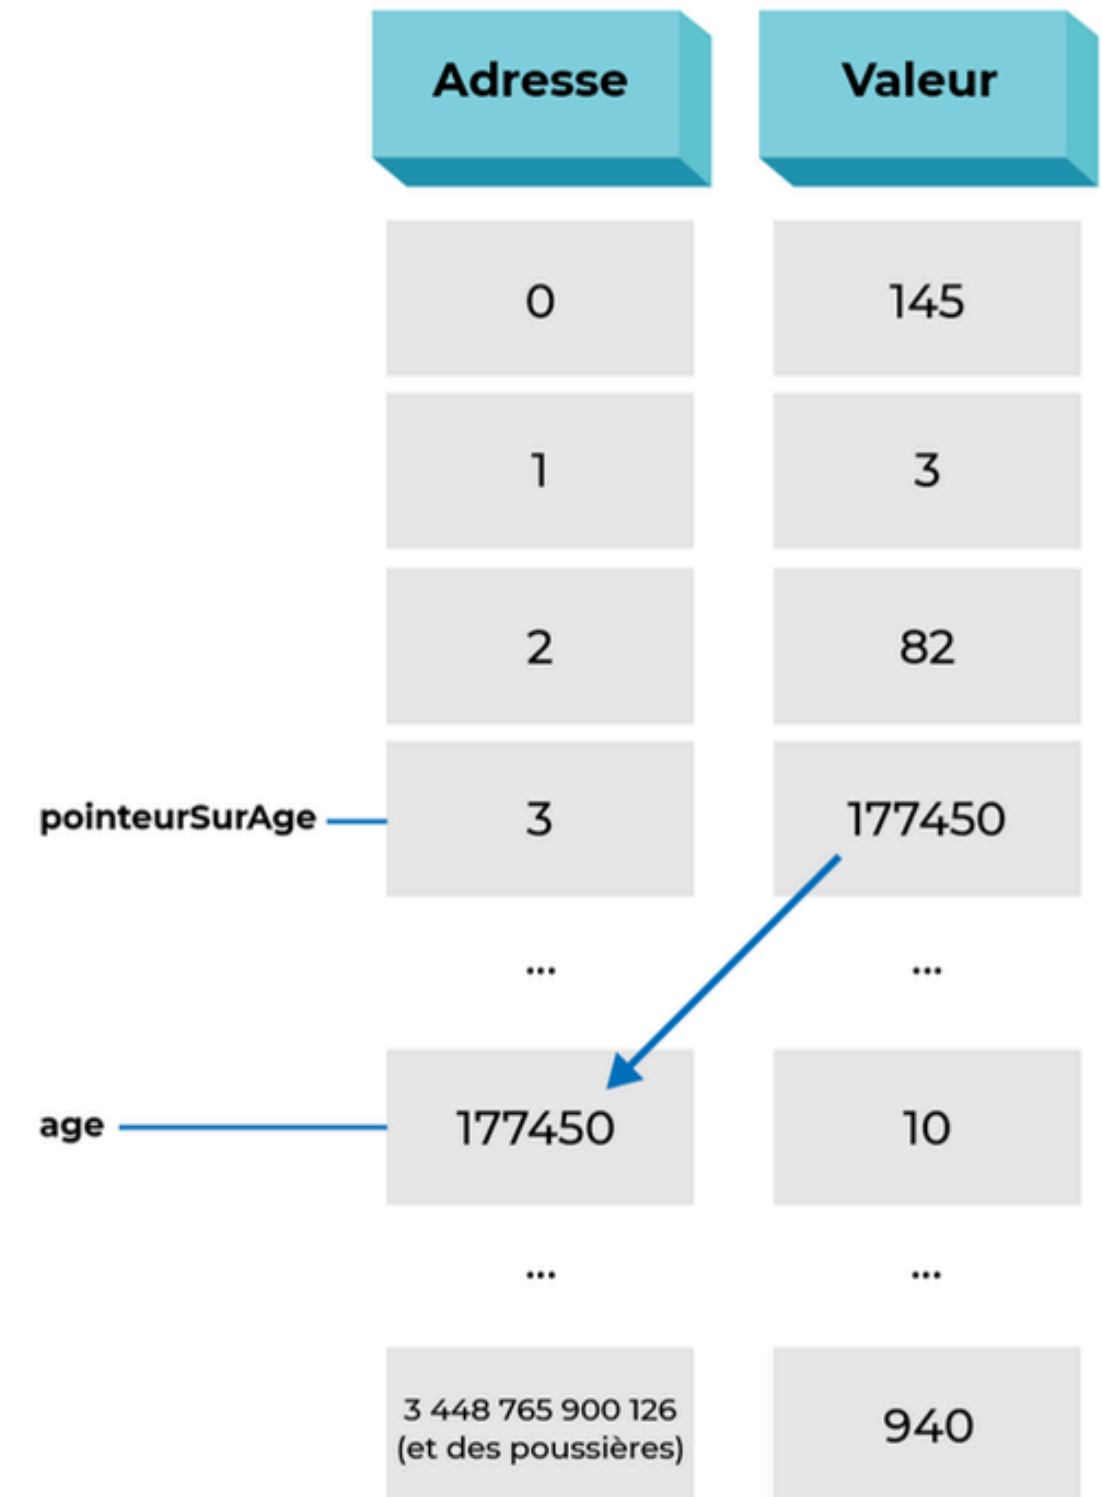 Adresse Valeur
0 145
1 3
2 82
pointeurSurAge 3 177450
... ...
age 177450 10
... ...
3 448 765 900 126
(et des poussières) 940